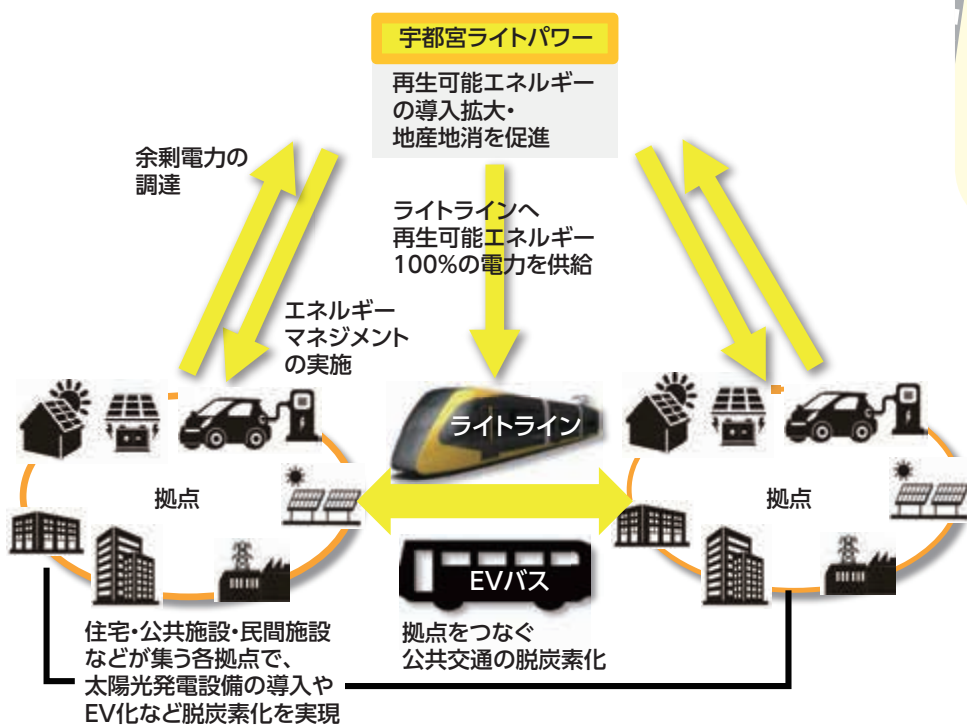 宇都宮ライトパワー
再生可能エネルギー
の導入拡大・
地産地消を促進
余剰電力の
調達
ライトラインへ
再生可能エネルギー
100%の電力を供給
エネルギー
マネジメント
の実施
ライトライン
拠点
拠点
EVバス
拠点をつなぐ
公共交通の脱炭素化
住宅・公共施設・民間施設
などが集う各拠点で、
太陽光発電設備の導入や
EV化など脱炭素化を実現